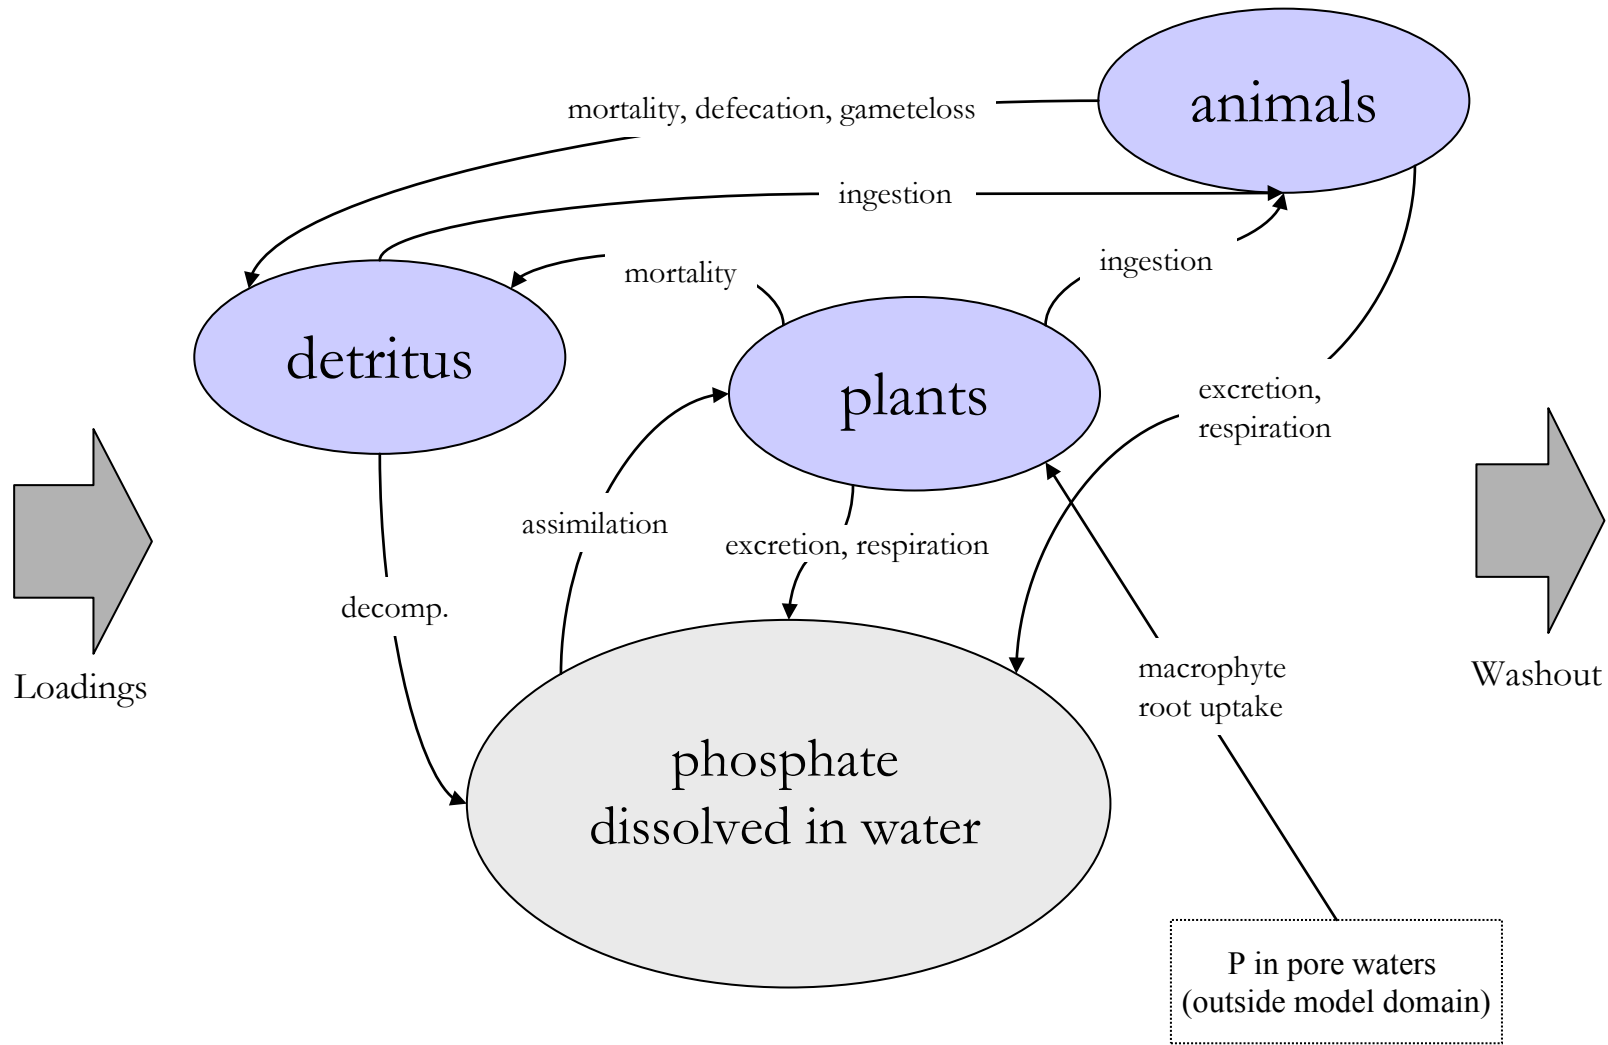 animals
mortality, defecation, gameteloss
ingestion
ingestion
mortality
detritus
plants
excretion,
respiration
assimilation
excretion, respiration
decomp.
Loadings
macrophyte
root uptake
Washout
phosphate
dissolved in water
P in pore waters
(outside model domain)